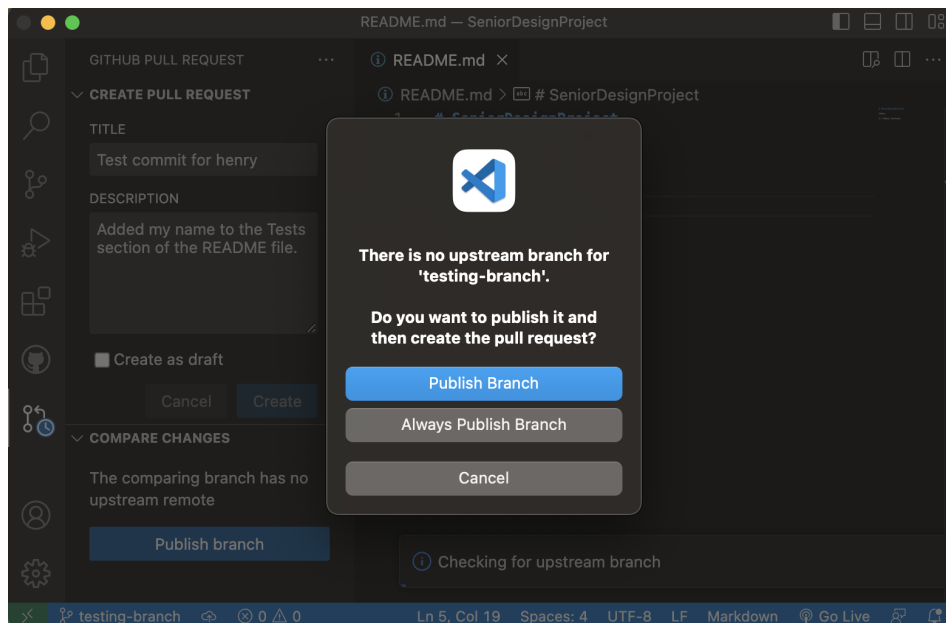 README.md — SeniorDesignProject
GITHUB PULL REQUEST
CREATE PULL REQUEST
TITLE
Test commit for henry
DESCRIPTION
Added my name to the Tests
section of the README file.
Create as draft
Cancel
Create
COMPARE CHANGES
The comparing branch has no
upstream remote
Publish branch
README.md
README.md > # SeniorDesignProject
1 # SeniorDesignProject
There is no upstream branch for
'testing-branch'.
Do you want to publish it and
then create the pull request?
Publish Branch
Always Publish Branch
Cancel
Checking for upstream branch
testing-branch 0 0 Ln 5, Col 19 Spaces: 4 UTF-8 LF Markdown Go Live